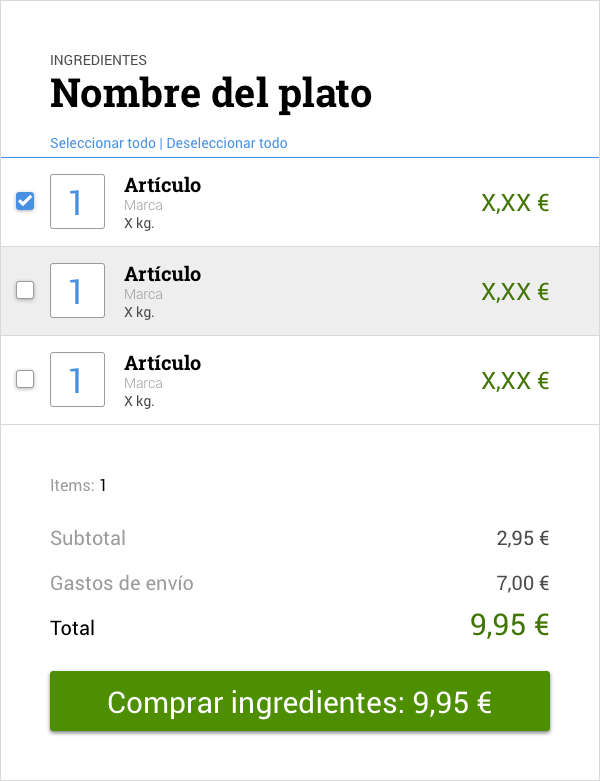 INGREDIENTES
Nombre del plato
Seleccionar todo | Deseleccionar todo
1 Artículo X,XX €
Marca
X kg.
1 Artículo X,XX €
Marca
X kg.
1 Artículo X,XX €
Marca
X kg.
Items: 1
Subtotal 2,95 €
Gastos de envío 7,00 €
Total 9,95 €
Comprar ingredientes: 9,95 €